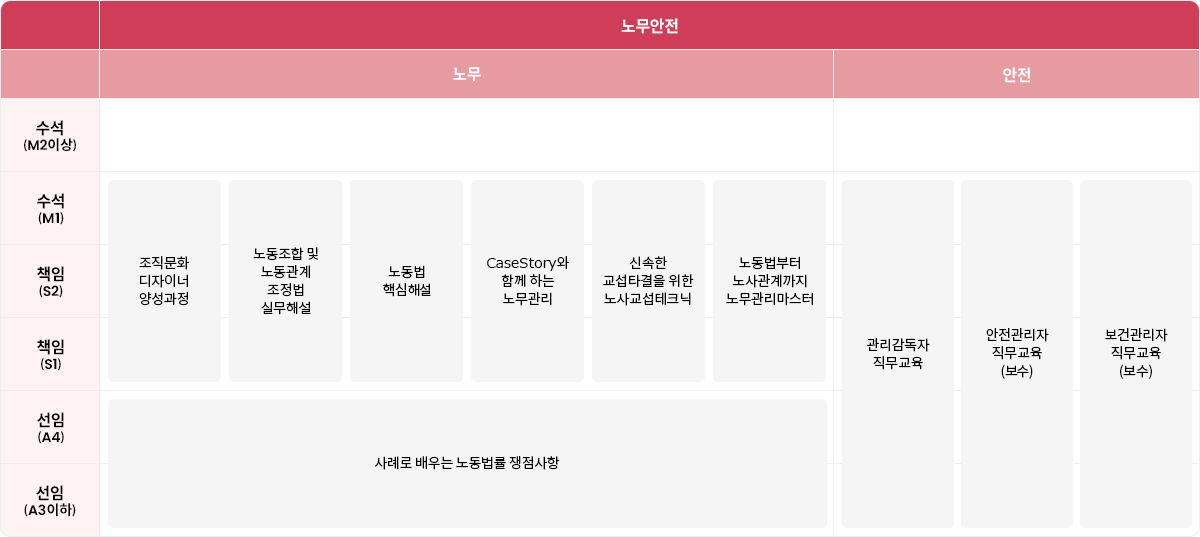 노무안전
노무
안전
수석
(M2이상)
수석
(M1)
책임
(S2)
책임
(S1)
선임
(A4)
선임
(A3이하)
조직문화
디자이너
양성과정
노동조합 및
노동관계
조정법
실무해설
노동법
핵심해설
CaseStory와
함께 하는
노무관리
신속한
교섭타결을 위한
노사교섭테크닉
노동법부터
노사관계까지
노무관리마스터
관리감독자
직무교육
안전관리자
직무교육
(보수)
보건관리자
직무교육
(보수)
사례로 배우는 노동법률 쟁점사항